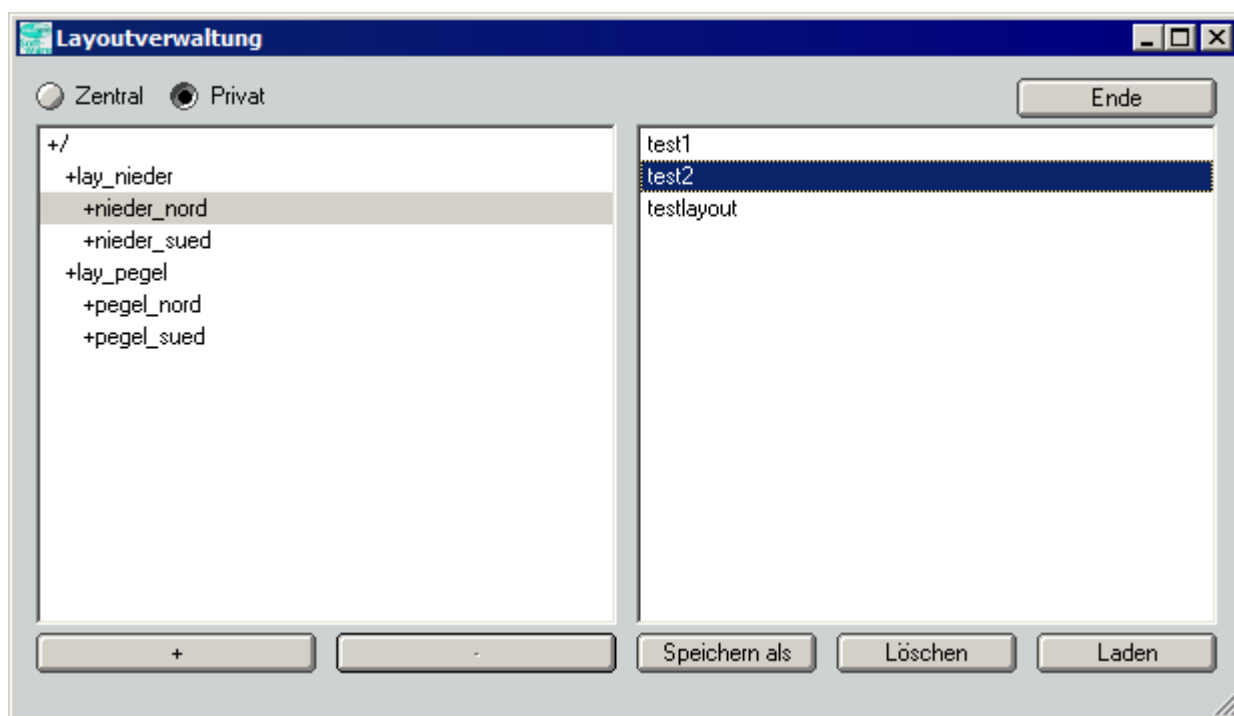 Layoutverwaltung
Zentral Privat Ende
+/
+lay_nieder
+nieder_nord
+nieder_sued
+lay_pegel
+pegel_nord
+pegel_sued
test1
test2
testlayout
+ - Speichern als Löschen Laden